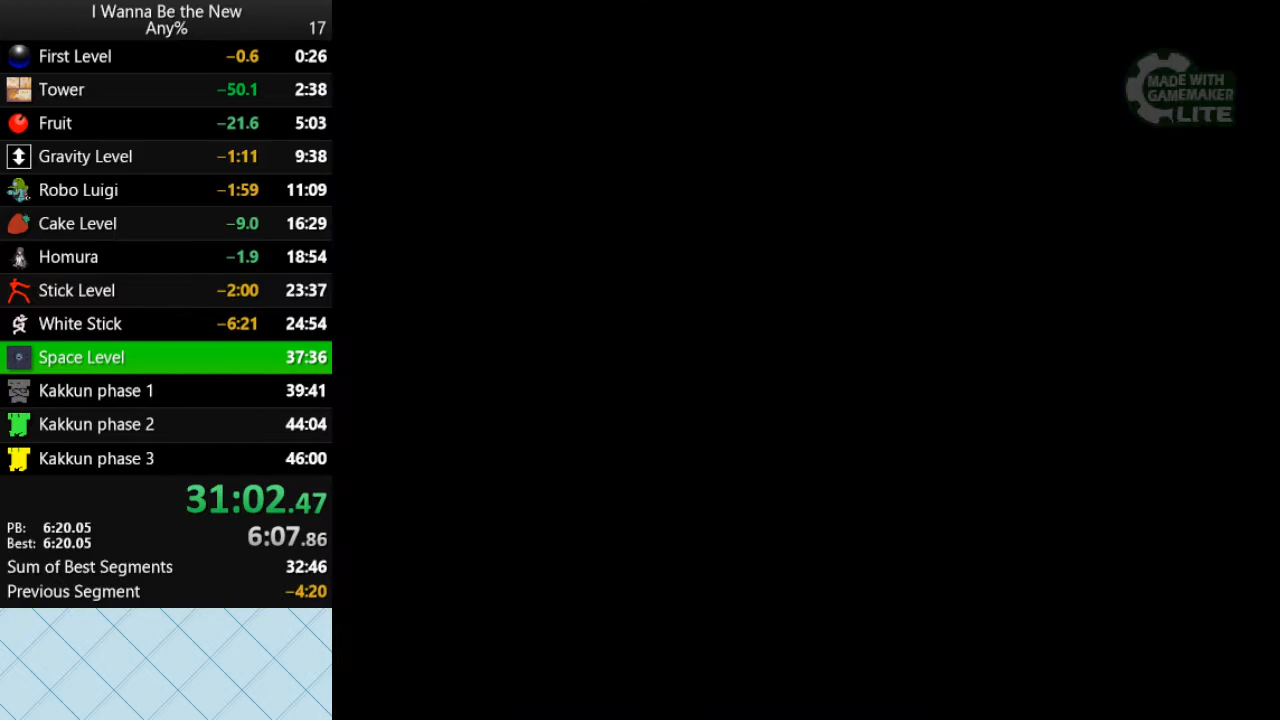 I Wanna Be the New
Any% 17
First Level −0.6 0:26
Tower −50.1 2:38
Fruit −21.6 5:03
Gravity Level −1:11 9:38
Robo Luigi −1:59 11:09
Cake Level −9.0 16:29
Homura −1.9 18:54
Stick Level −2:00 23:37
White Stick −6:21 24:54
Space Level 37:36
Kakkun phase 1 39:41
Kakkun phase 2 44:04
Kakkun phase 3 46:00
31:02.47
PB: 6:20.05
Best: 6:20.05
6:07.86
Sum of Best Segments 32:46
Previous Segment −4:20
MADE WITH
GAMEMAKER
LITE